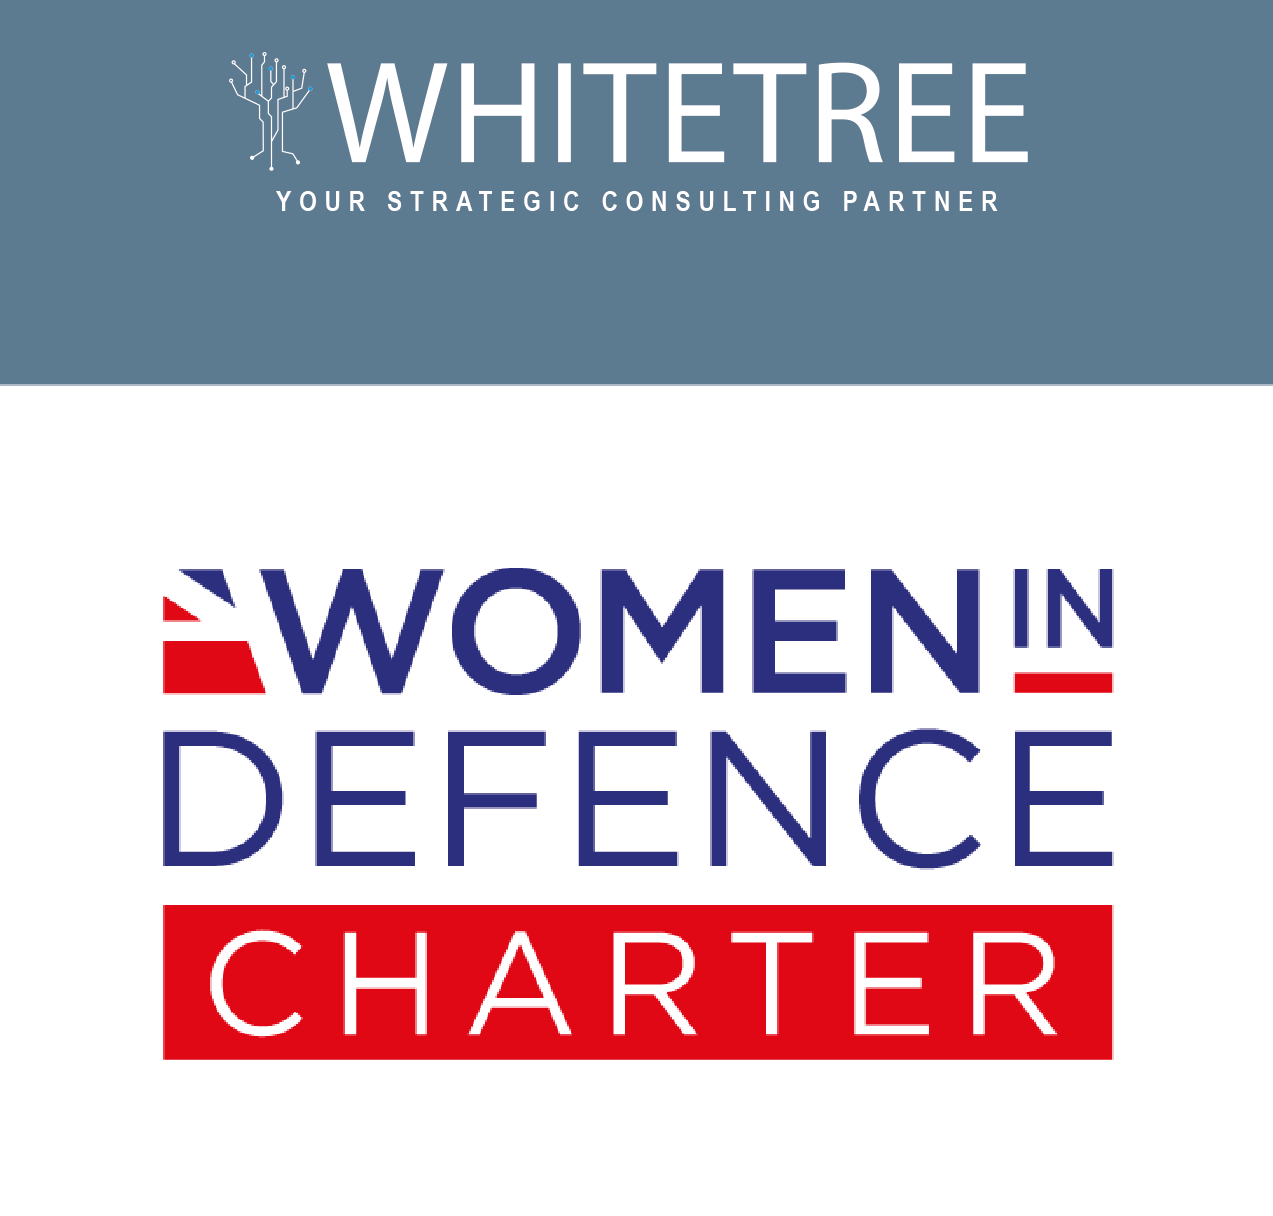 WHITETREE
YOUR STRATEGIC CONSULTING PARTNER
WOMEN IN
DEFENCE
CHARTER